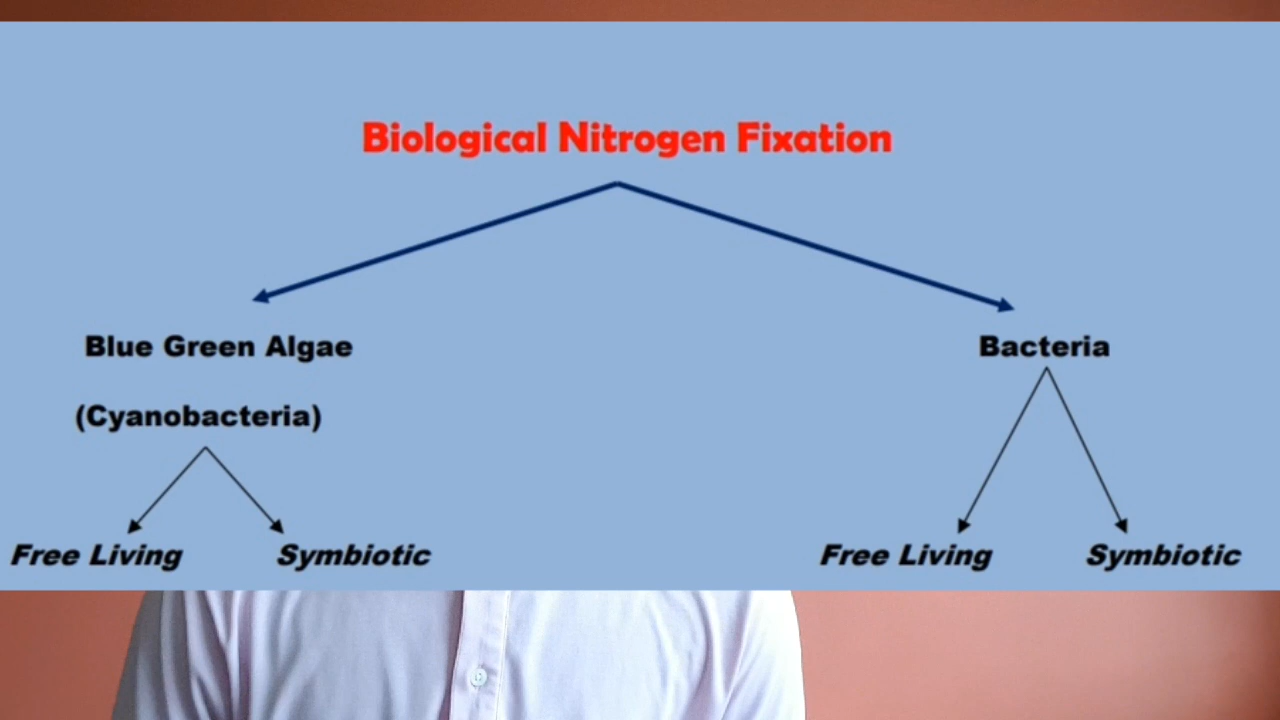 Biological Nitrogen Fixation
Blue Green Algae
Bacteria
(Cyanobacteria)
Free Living
Symbiotic
Free Living
Symbiotic